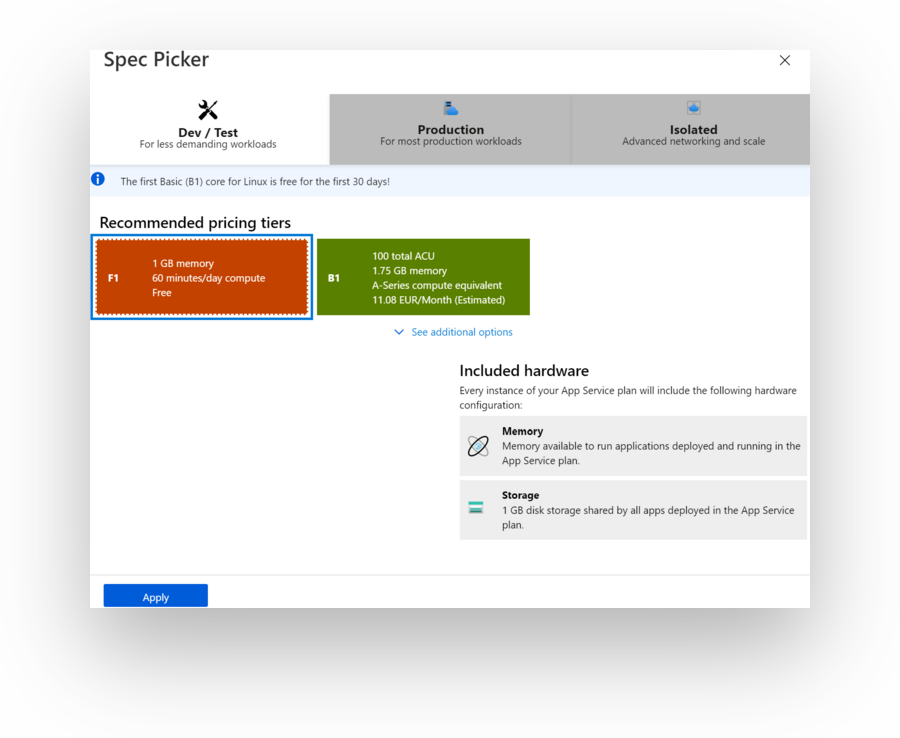 Spec Picker
Dev / Test
For less demanding workloads
Production
For most production workloads
Isolated
Advanced networking and scale
The first Basic (B1) core for Linux is free for the first 30 days!
Recommended pricing tiers
F1
1 GB memory
60 minutes/day compute
Free
B1
100 total ACU
1.75 GB memory
A-Series compute equivalent
11.08 EUR/Month (Estimated)
See additional options
Included hardware
Every instance of your App Service plan will include the following hardware
configuration:
Memory
Memory available to run applications deployed and running in the
App Service plan.
Storage
1 GB disk storage shared by all apps deployed in the App Service
plan.
Apply